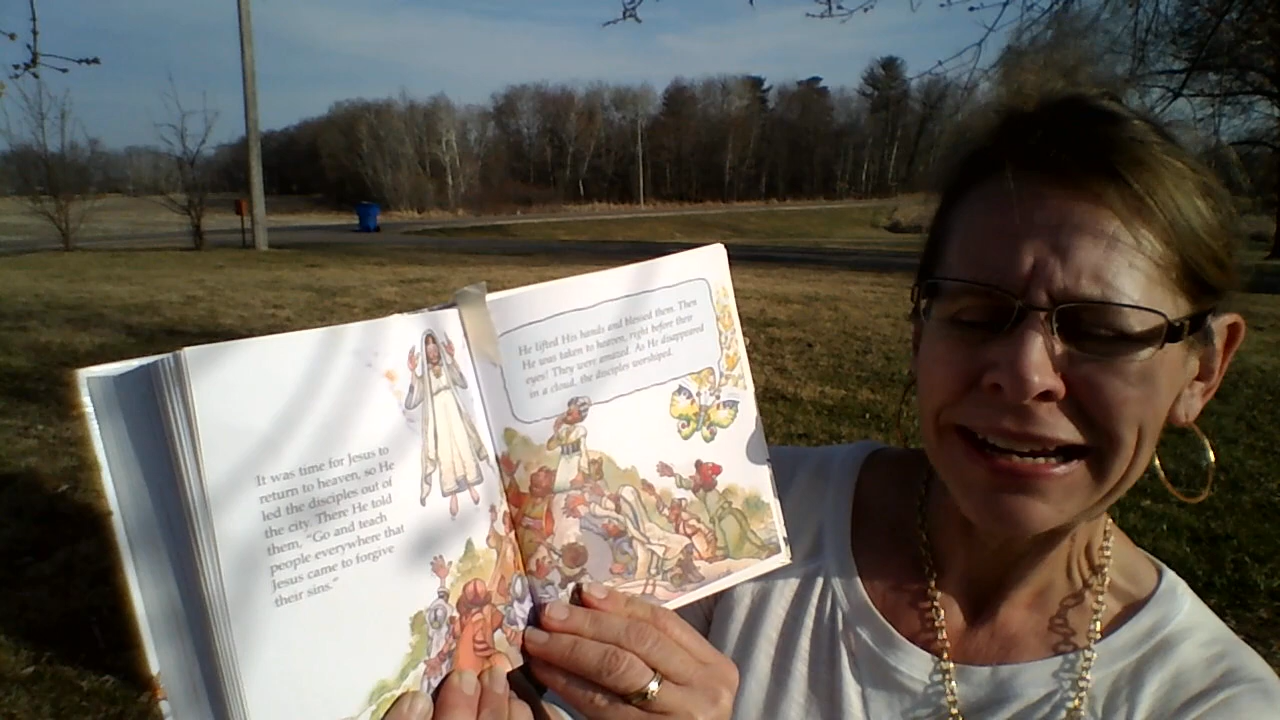 It was time for Jesus to
return to heaven, so He
led the disciples out of
the city. There He told
them, "Go and teach
people everywhere that
Jesus came to forgive
their sins."
He lifted His hands and blessed them. Then
He was taken to heaven, right before their
eyes! They were amazed. As He disappeared
in a cloud, the disciples worshiped.